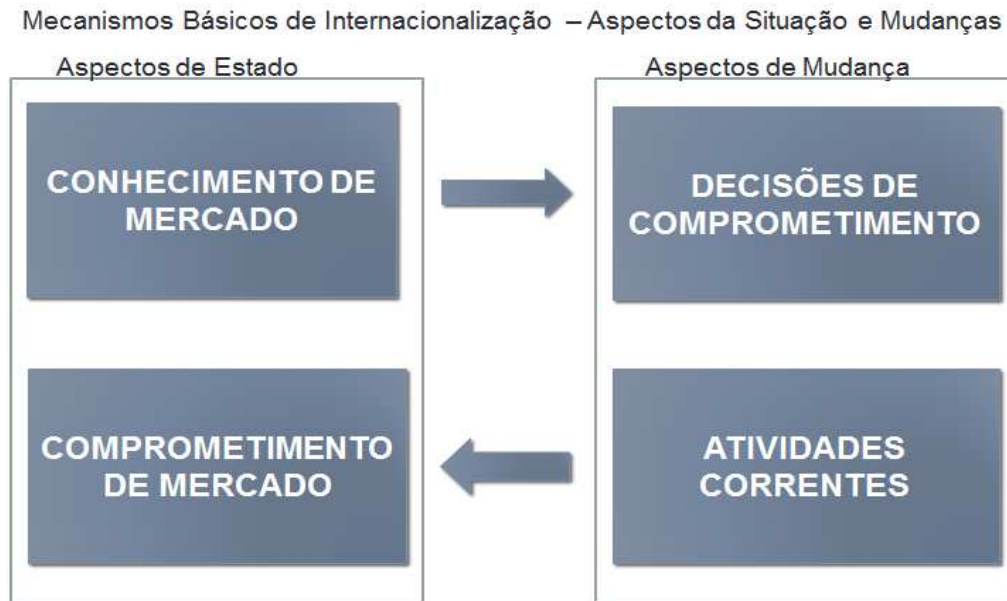 Mecanismos Básicos de Internacionalização – Aspectos da Situação e Mudanças
Aspectos de Estado
Aspectos de Mudança
CONHECIMENTO DE
MERCADO
DECISÕES DE
COMPROMETIMENTO
COMPROMETIMENTO
DE MERCADO
ATIVIDADES
CORRENTES